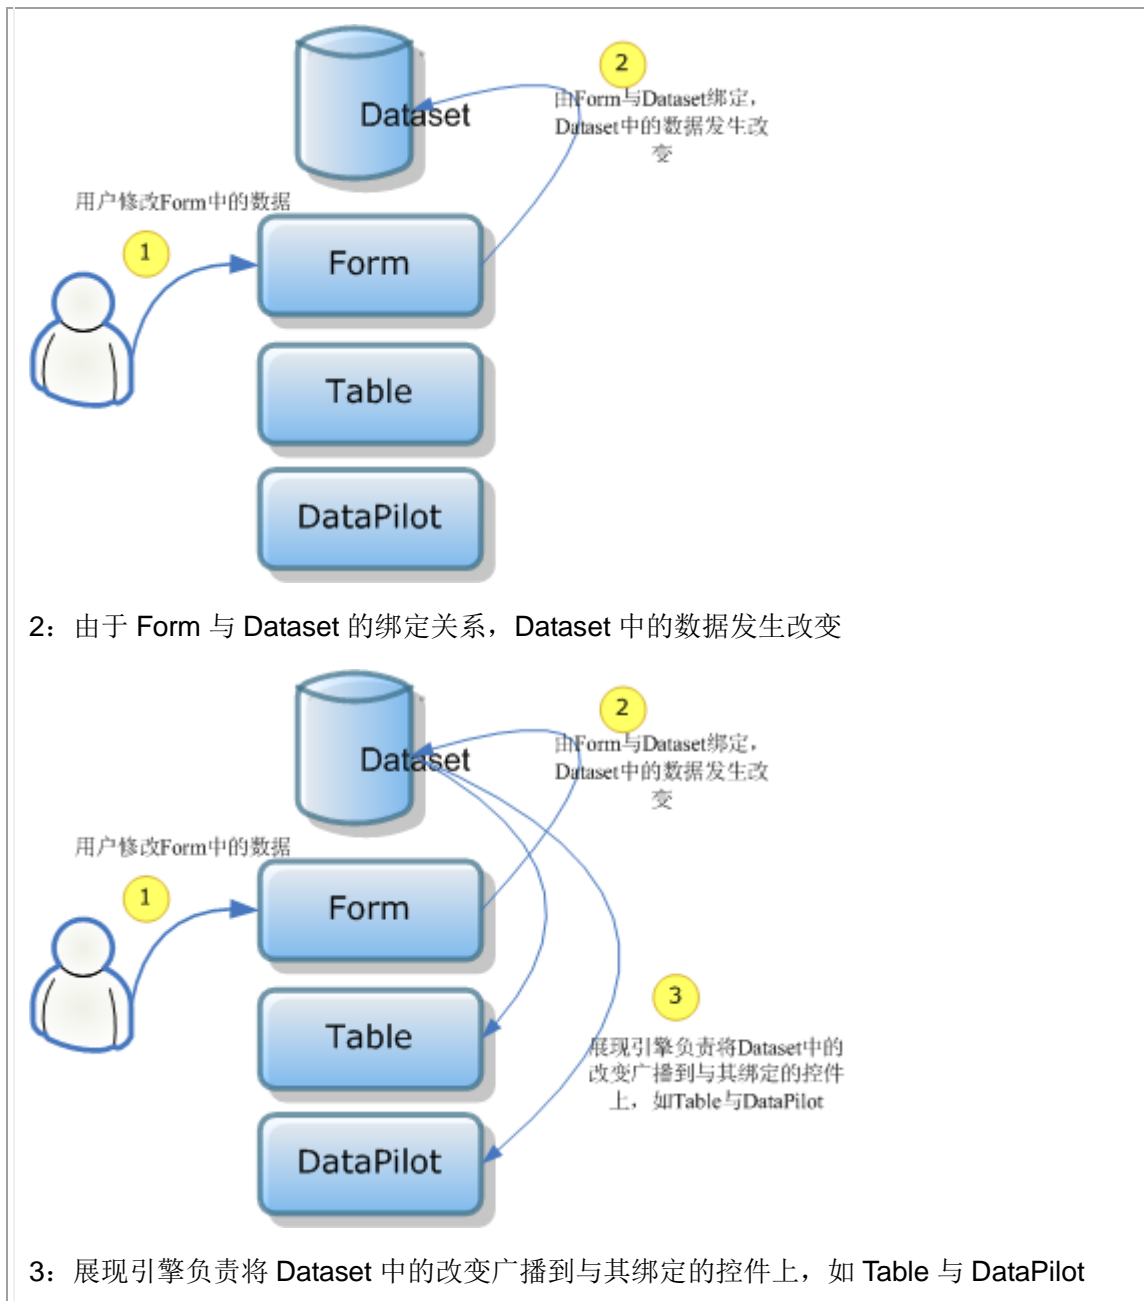 Dataset
2
由Form与Dataset绑定，
Dataset中的数据发生改
变
用户修改Form中的数据
1
Form
Table
DataPilot
2：由于 Form 与 Dataset 的绑定关系，Dataset 中的数据发生改变
Dataset
2
由Form与Dataset绑定，
Dataset中的数据发生改
变
用户修改Form中的数据
1
Form
Table
3
展现引擎负责将Dataset中的
改变广播到与其绑定的控件
上，如Table与DataPilot
DataPilot
3：展现引擎负责将 Dataset 中的改变广播到与其绑定的控件上，如 Table 与 DataPilot